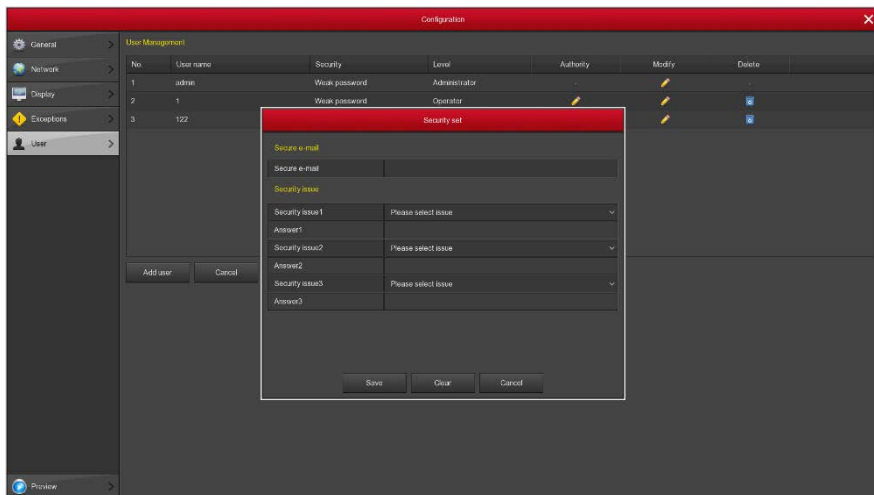 Configuration
General
Network
Display
Exceptions
User
Preview
User Management
No. User name Security Level Authority Modify Delete
1 admin Weak password Administrator - -
2 1 Weak password Operator
3 122
Add user Cancel
Security set
Secure e-mail
Secure e-mail
Security issue
Security issue1 Please select issue
Answer1
Security issue2 Please select issue
Answer2
Security issue3 Please select issue
Answer3
Save Clear Cancel